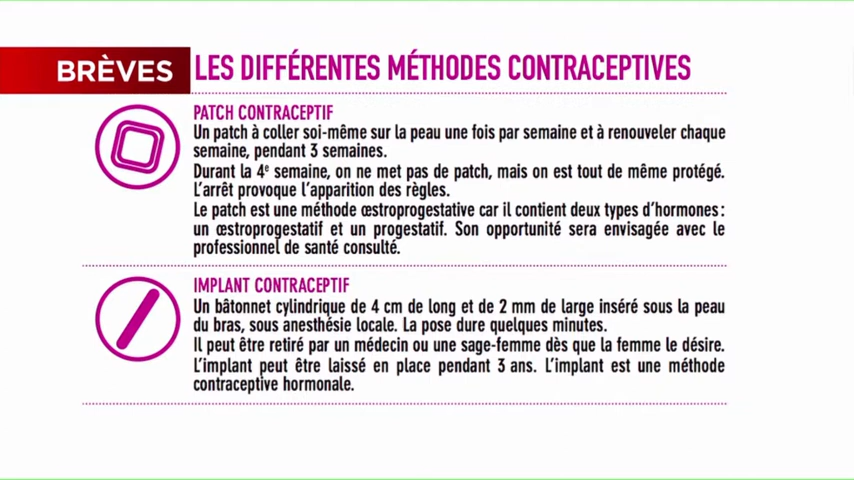 BRÈVES
LES DIFFÉRENTES MÉTHODES CONTRACEPTIVES
PATCH CONTRACEPTIF
Un patch à coller soi-même sur la peau une fois par semaine et à renouveler chaque
semaine, pendant 3 semaines.
Durant la 4e semaine, on ne met pas de patch, mais on est tout de même protégé.
L'arrêt provoque l'apparition des règles.
Le patch est une méthode œstroprogestative car il contient deux types d'hormones :
un œstroprogestatif et un progestatif. Son opportunité sera envisagée avec le
professionnel de santé consulté.
IMPLANT CONTRACEPTIF
Un bâtonnet cylindrique de 4 cm de long et de 2 mm de large inséré sous la peau
du bras, sous anesthésie locale. La pose dure quelques minutes.
Il peut être retiré par un médecin ou une sage-femme dès que la femme le désire.
L'implant peut être laissé en place pendant 3 ans. L'implant est une méthode
contraceptive hormonale.